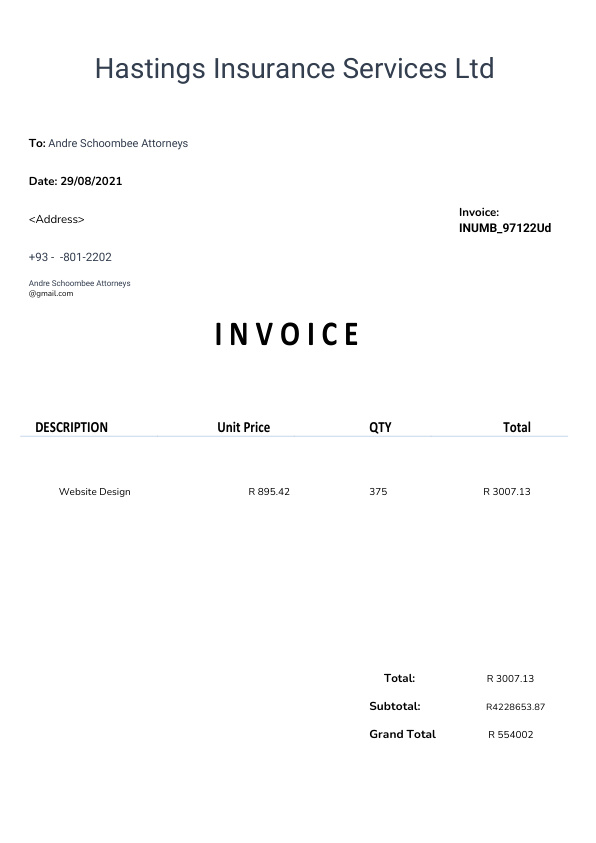 Hastings Insurance Services Ltd
To: Andre Schoombee Attorneys
Date: 29/08/2021
<Address>
Invoice:
INUMB_97122Ud
+93 -  -801-2202
Andre Schoombee Attorneys
@gmail.com
INVOICE
DESCRIPTION Unit Price QTY Total
Website Design R 895.42 375 R 3007.13
Total: R 3007.13
Subtotal: R4228653.87
Grand Total R 554002